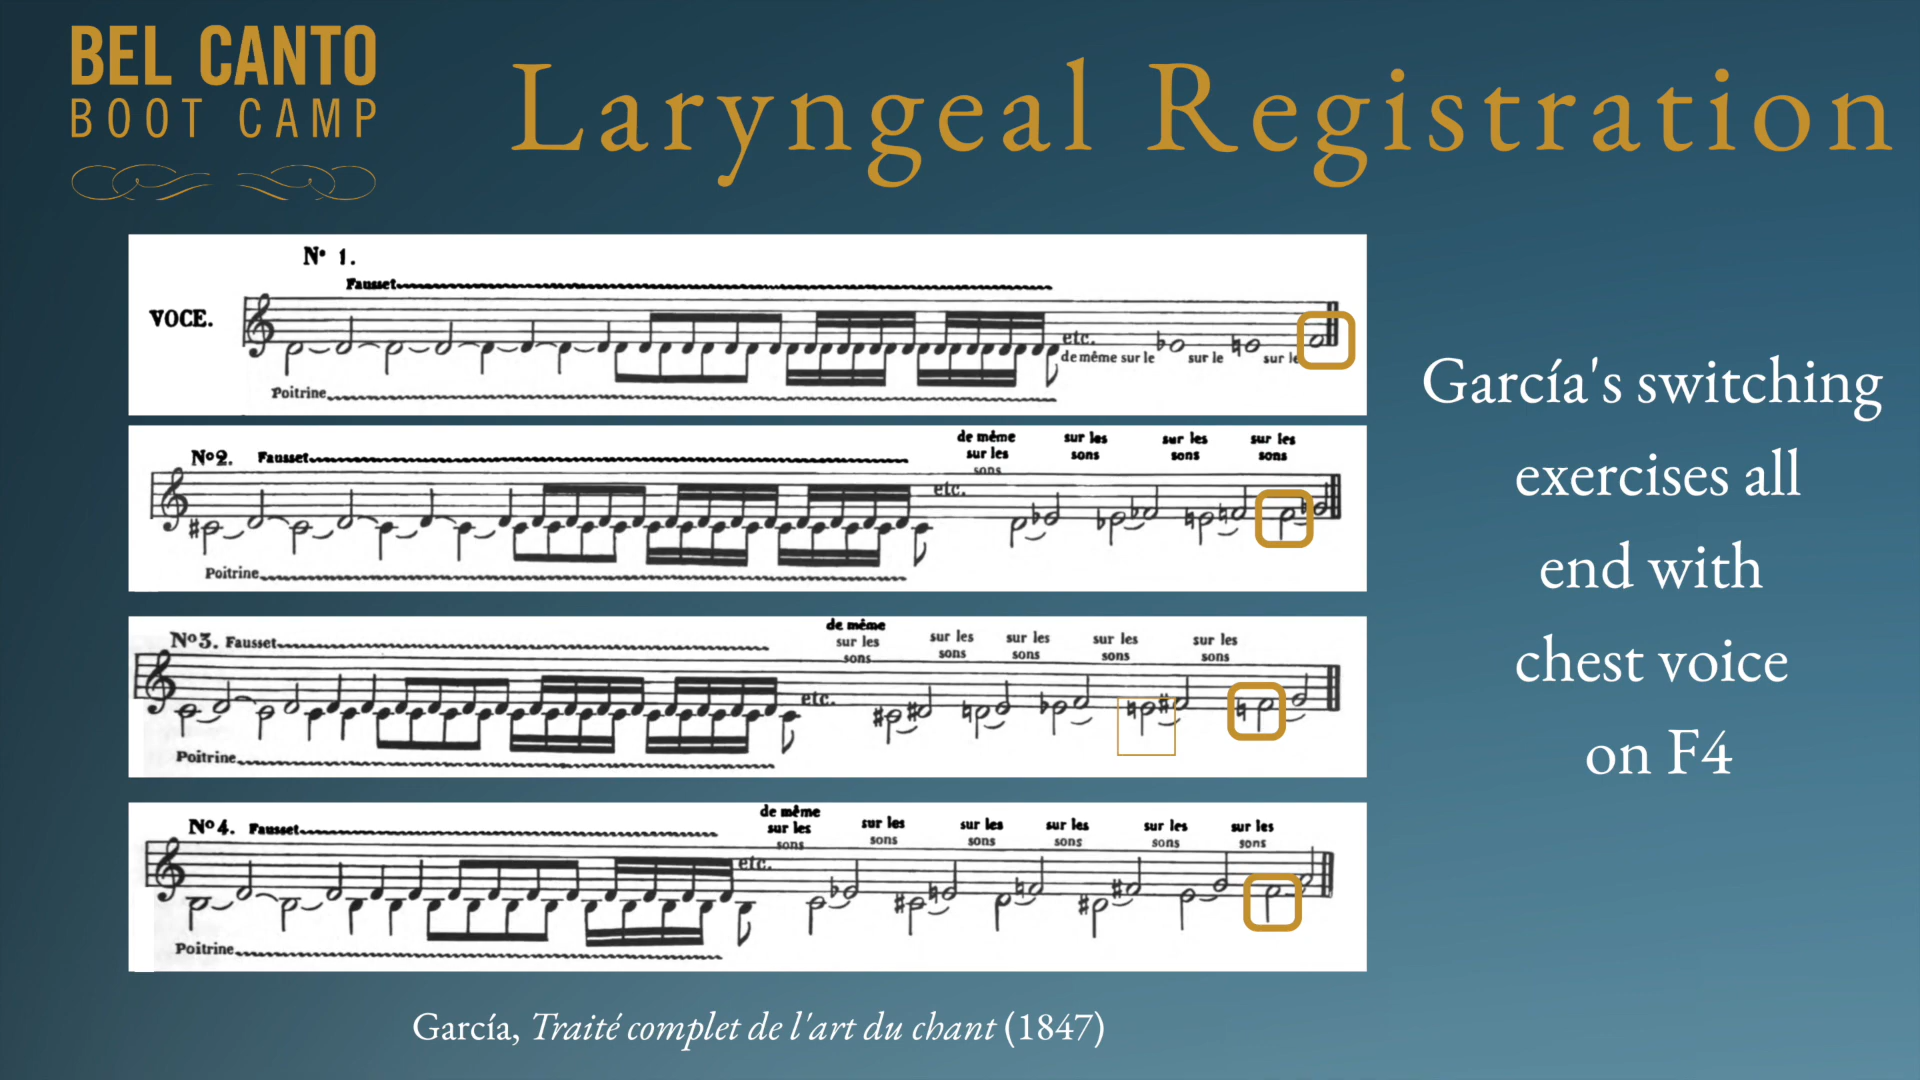 BEL CANTO
BOOT CAMP
Laryngeal Registration
Nº 1.
Fausset
VOCE.
etc.
de même sur le sur le sur le
Poitrine
Nº2. Fausset
de même sur les sur les sur les
sur les sons sons sons
sons
etc.
Poitrine
Nº3. Fausset
de même
sur les sur les sur les sur les sur les
sons sons sons sons sons
etc.
Poitrine
Nº4. Fausset
de même
sur les sur les sur les sur les sur les sur les
sons sons sons sons sons sons
etc.
Poitrine
García's switching
exercises all
end with
chest voice
on F4
García, Traité complet de l'art du chant (1847)